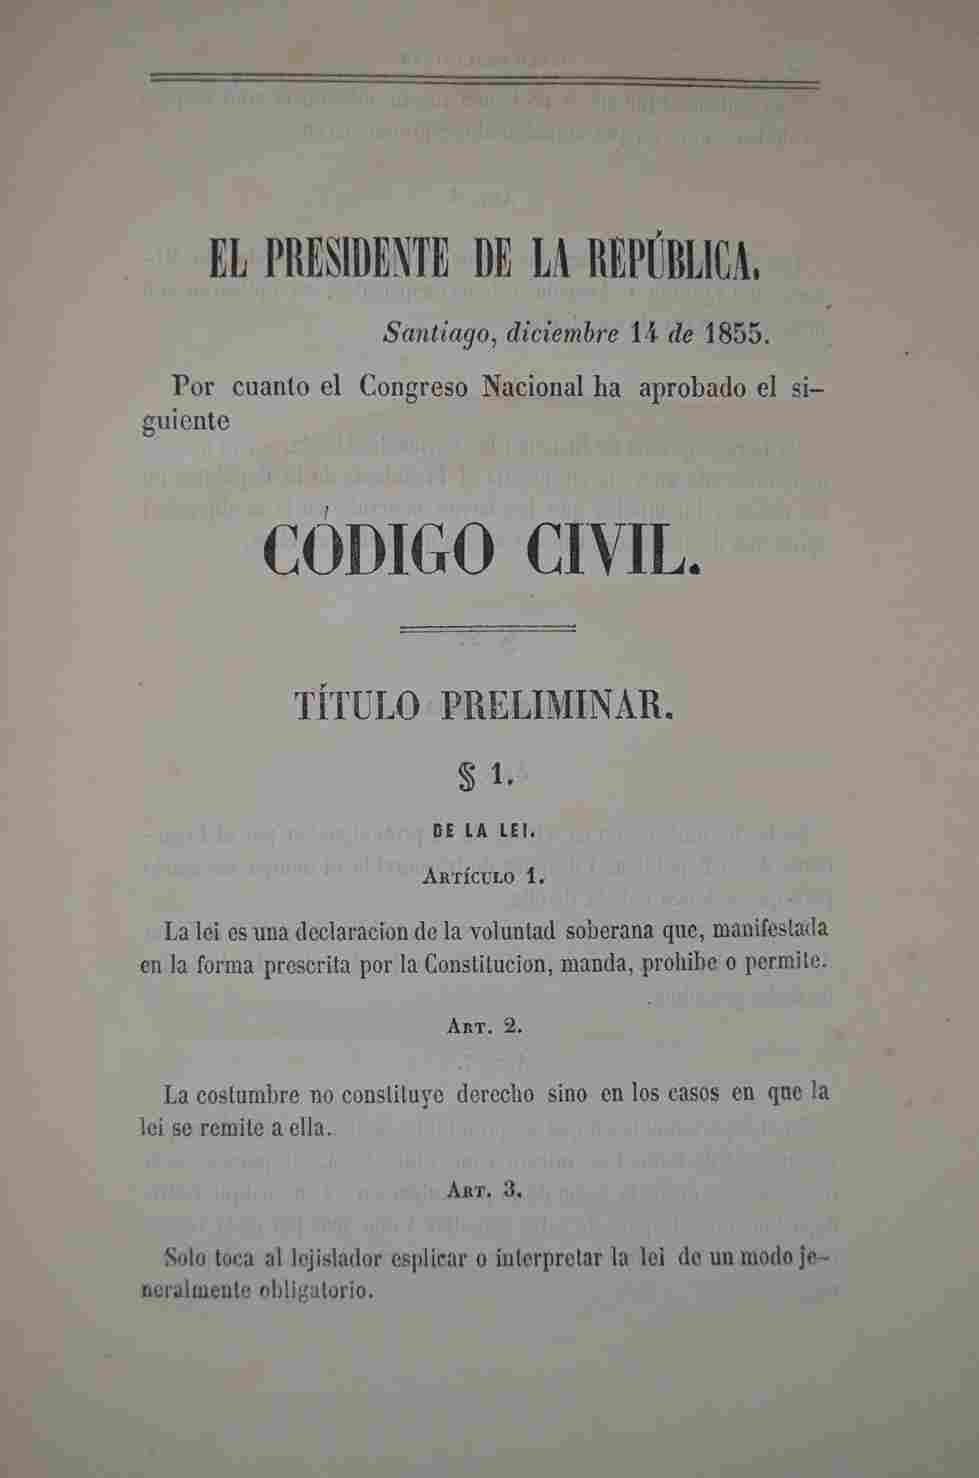 EL PRESIDENTE DE LA REPÚBLICA.
Santiago, diciembre 14 de 1855.
Por cuanto el Congreso Nacional ha aprobado el si-
guiente
CÓDIGO CIVIL.
TÍTULO PRELIMINAR.
§ 1.
DE LA LEI.
ARTÍCULO 1.
La lei es una declaracion de la voluntad soberana que, manifestada
en la forma prescrita por la Constitucion, manda, prohibe o permite.
ART. 2.
La costumbre no constituye derecho sino en los casos en que la
lei se remite a ella.
ART. 3.
Solo toca al lejislador esplicar o interpretar la lei de un modo je-
neralmente obligatorio.